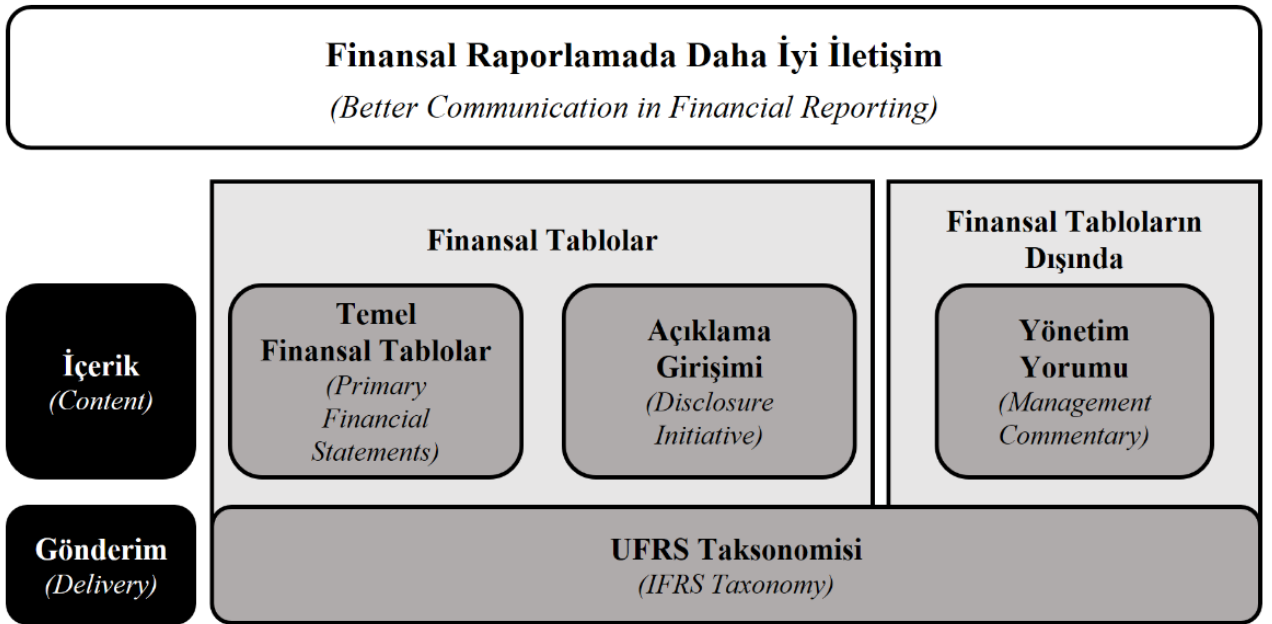 Finansal Raporlamada Daha İyi İletişim
(Better Communication in Financial Reporting)
Finansal Tablolar
Finansal Tabloların
Dışında
İçerik
(Content)
Temel
Finansal Tablolar
(Primary
Financial
Statements)
Açıklama
Girişimi
(Disclosure
Initiative)
Yönetim
Yorumu
(Management
Commentary)
Gönderim
(Delivery)
UFRS Taksonomisi
(IFRS Taxonomy)